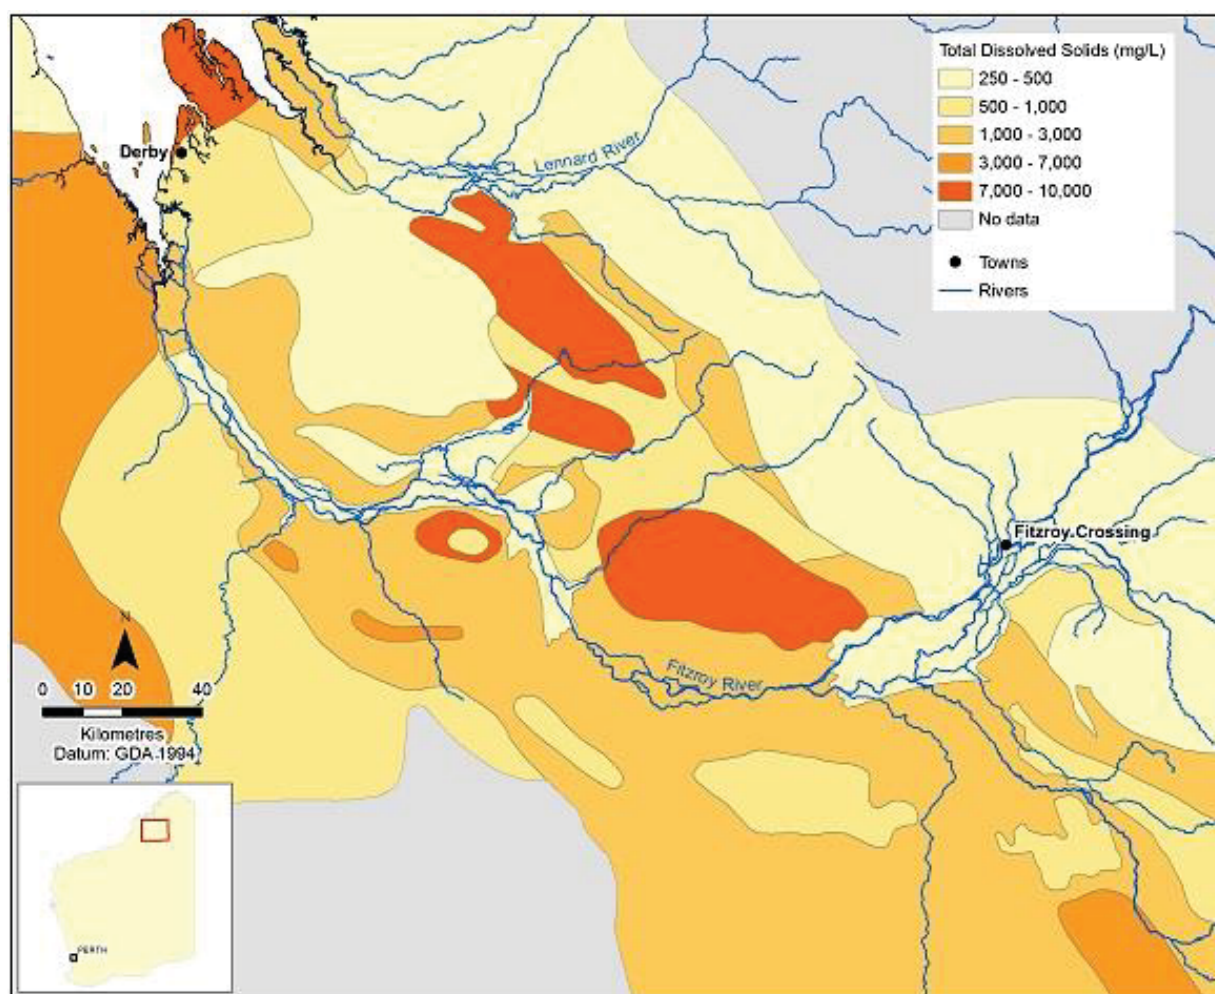 Total Dissolved Solids (mg/L)
250 - 500
500 - 1,000
1,000 - 3,000
3,000 - 7,000
7,000 - 10,000
No data
Towns
Rivers
Derby
Lennard River
Fitzroy Crossing
Fitzroy River
N
0 10 20 40
Kilometres
Datum: GDA 1994
PERTH